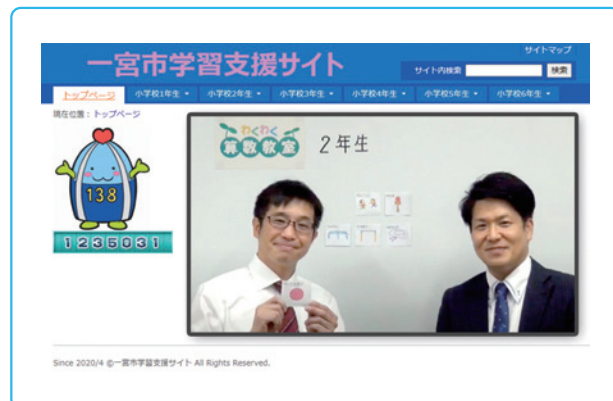 サイトマップ
一宮市学習支援サイト
サイト内検索 検索
トップページ 小学校1年生 小学校2年生 小学校3年生 小学校4年生 小学校5年生 小学校6年生
現在位置：トップページ
わくわく
算数教室
2年生
138
1235031
Since 2020/4 ©一宮市学習支援サイト All Rights Reserved.